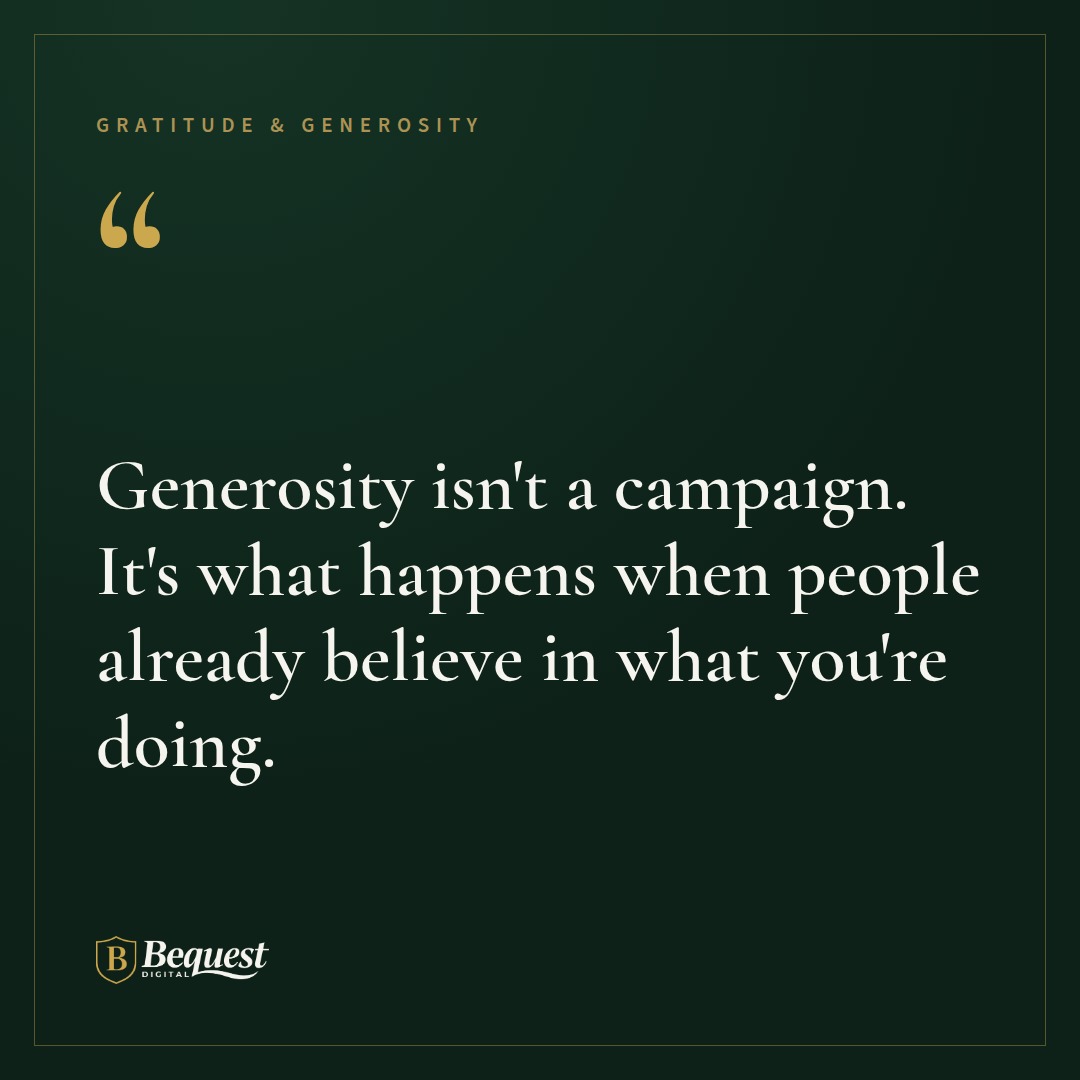 GRATITUDE & GENEROSITY
“
Generosity isn't a campaign.
It's what happens when people
already believe in what you're
doing.
B Bequest
DIGITAL